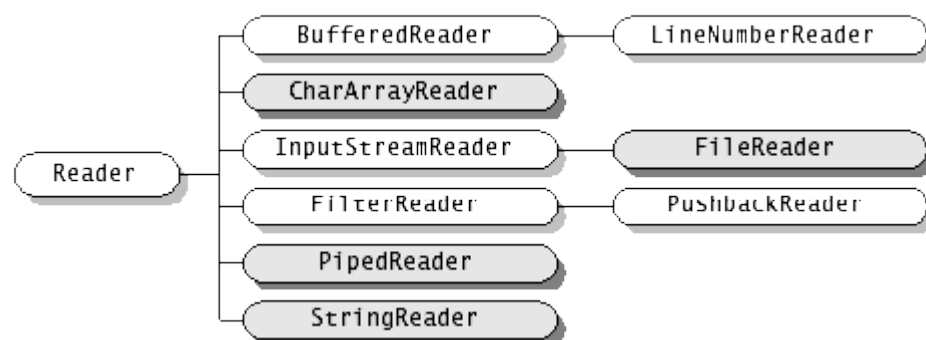 BufferedReader LineNumberReader
CharArrayReader
InputStreamReader FileReader
Reader
FilterReader PushbackReader
PipedReader
StringReader